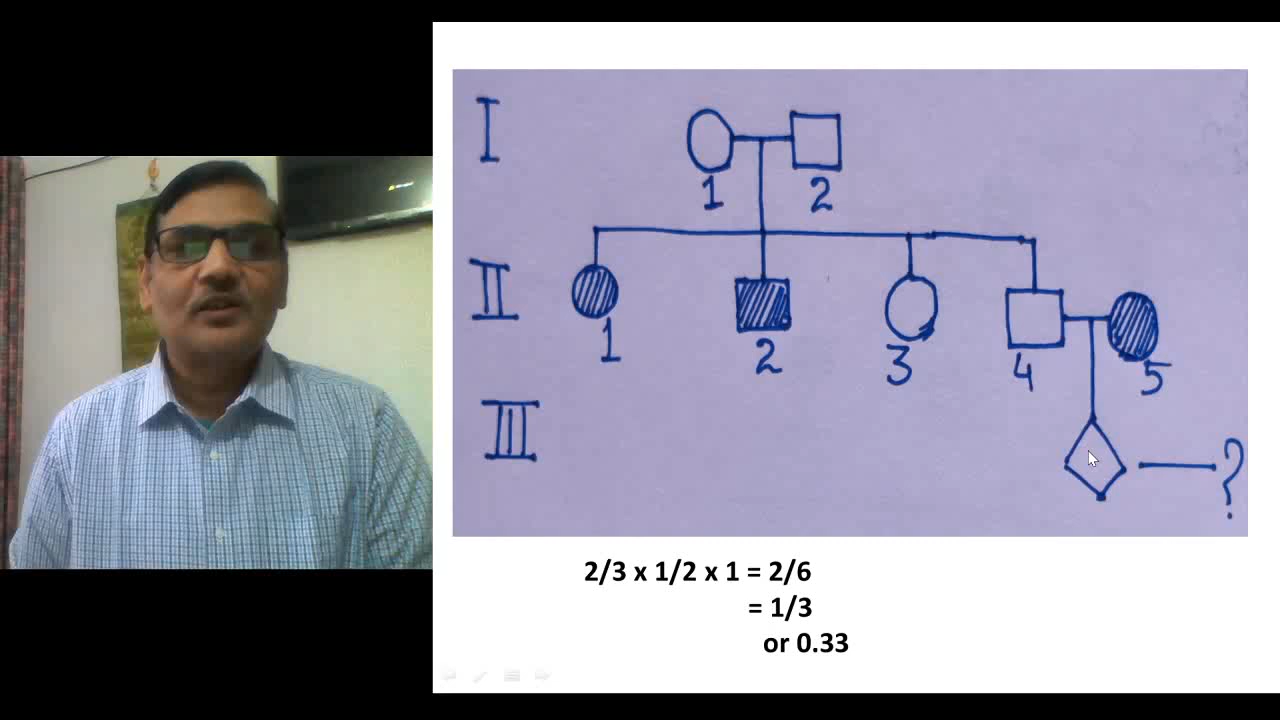 I
1 2
II
1 2 3 4 5
III
?
2/3 x 1/2 x 1 = 2/6
= 1/3
or 0.33